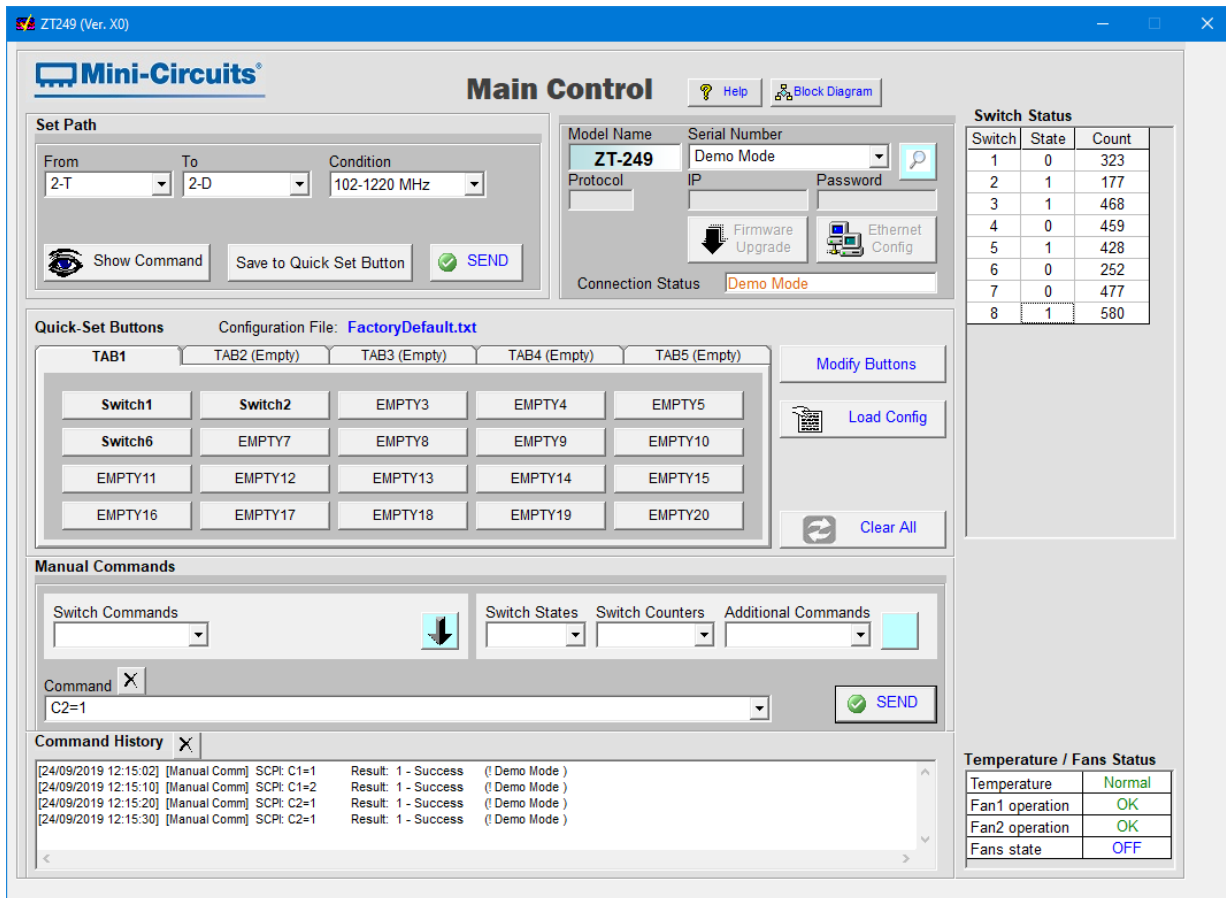 ZT249 (Ver. X0)
Mini-Circuits®
Main Control
Help
Block Diagram
Set Path
From To Condition
2-T 2-D 102-1220 MHz
Show Command
Save to Quick Set Button
SEND
Model Name Serial Number
ZT-249 Demo Mode
Protocol IP Password
Firmware
Upgrade
Ethernet
Config
Connection Status Demo Mode
Switch Status
Switch State Count
1 0 323
2 1 177
3 1 468
4 0 459
5 1 428
6 0 252
7 0 477
8 1 580
Quick-Set Buttons Configuration File: FactoryDefault.txt
TAB1 TAB2 (Empty) TAB3 (Empty) TAB4 (Empty) TAB5 (Empty)
Switch1 Switch2 EMPTY3 EMPTY4 EMPTY5
Switch6 EMPTY7 EMPTY8 EMPTY9 EMPTY10
EMPTY11 EMPTY12 EMPTY13 EMPTY14 EMPTY15
EMPTY16 EMPTY17 EMPTY18 EMPTY19 EMPTY20
Modify Buttons
Load Config
Clear All
Manual Commands
Switch Commands
Switch States Switch Counters Additional Commands
Command X
C2=1
SEND
Command History X
[24/09/2019 12:15:02] [Manual Comm] SCPI: C1=1 Result: 1 - Success (! Demo Mode )
[24/09/2019 12:15:10] [Manual Comm] SCPI: C1=2 Result: 1 - Success (! Demo Mode )
[24/09/2019 12:15:20] [Manual Comm] SCPI: C2=1 Result: 1 - Success (! Demo Mode )
[24/09/2019 12:15:30] [Manual Comm] SCPI: C2=1 Result: 1 - Success (! Demo Mode )
Temperature / Fans Status
Temperature Normal
Fan1 operation OK
Fan2 operation OK
Fans state OFF